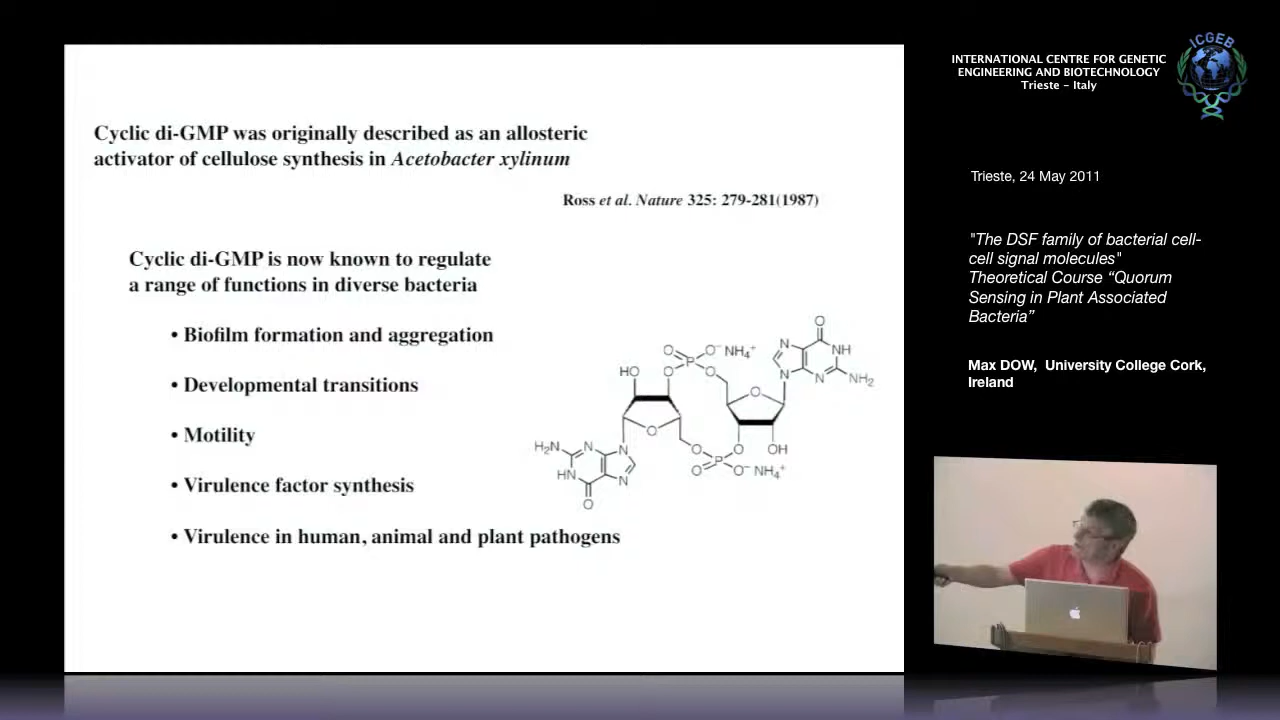 Cyclic di-GMP was originally described as an allosteric
activator of cellulose synthesis in Acetobacter xylinum
Ross et al. Nature 325: 279-281(1987)
Cyclic di-GMP is now known to regulate
a range of functions in diverse bacteria
• Biofilm formation and aggregation
• Developmental transitions
• Motility
• Virulence factor synthesis
• Virulence in human, animal and plant pathogens
O
O
O⁻ NH₄⁺
N
NH
HO
O
P
O
N
N
NH₂
O
O
H₂N
N
N
O
O
OH
HN
N
O
P
O⁻ NH₄⁺
O
INTERNATIONAL CENTRE FOR GENETIC
ENGINEERING AND BIOTECHNOLOGY
Trieste - Italy
ICGEB
Trieste, 24 May 2011
"The DSF family of bacterial cell-
cell signal molecules"
Theoretical Course “Quorum
Sensing in Plant Associated
Bacteria”
Max DOW, University College Cork,
Ireland